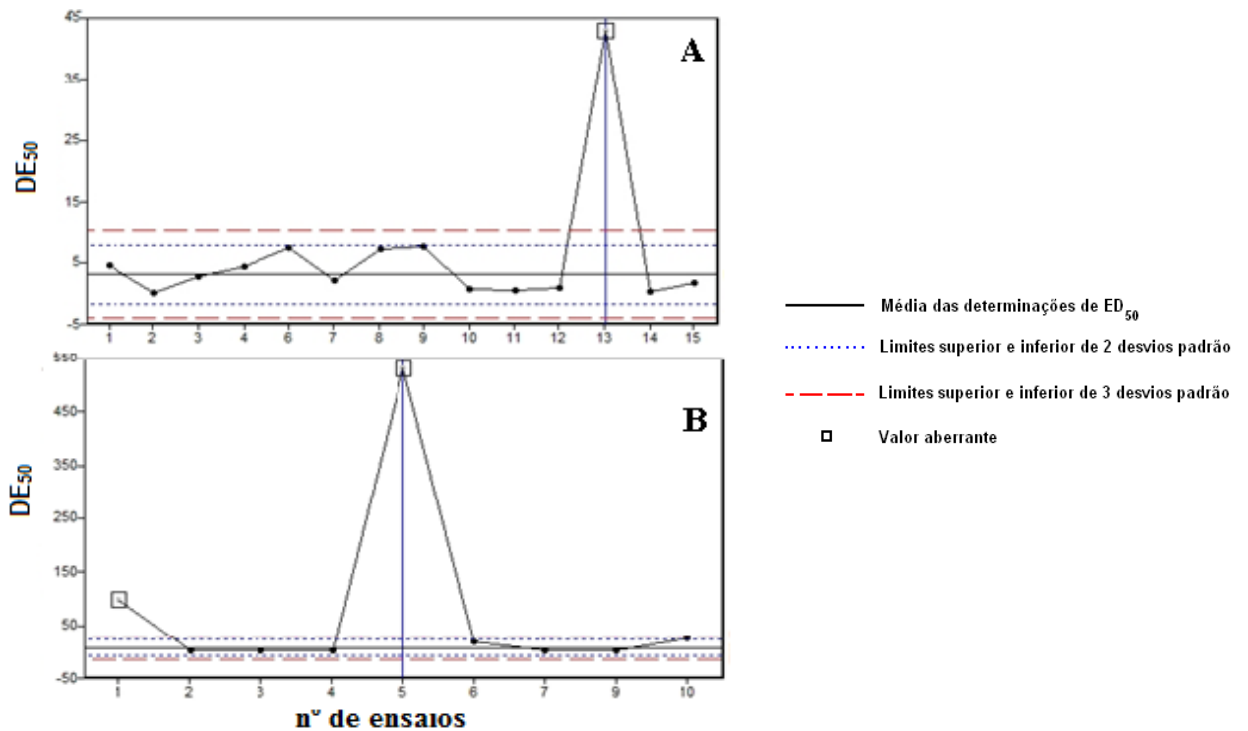 45
A
35
25
15
5
-5
DE50
1 2 3 4 6 7 8 9 10 11 12 13 14 15
550
B
450
350
250
150
50
-50
DE50
1 2 3 4 5 6 7 9 10
nº de ensaios
Média das determinações de ED50
Limites superior e inferior de 2 desvios padrão
Limites superior e inferior de 3 desvios padrão
Valor aberrante